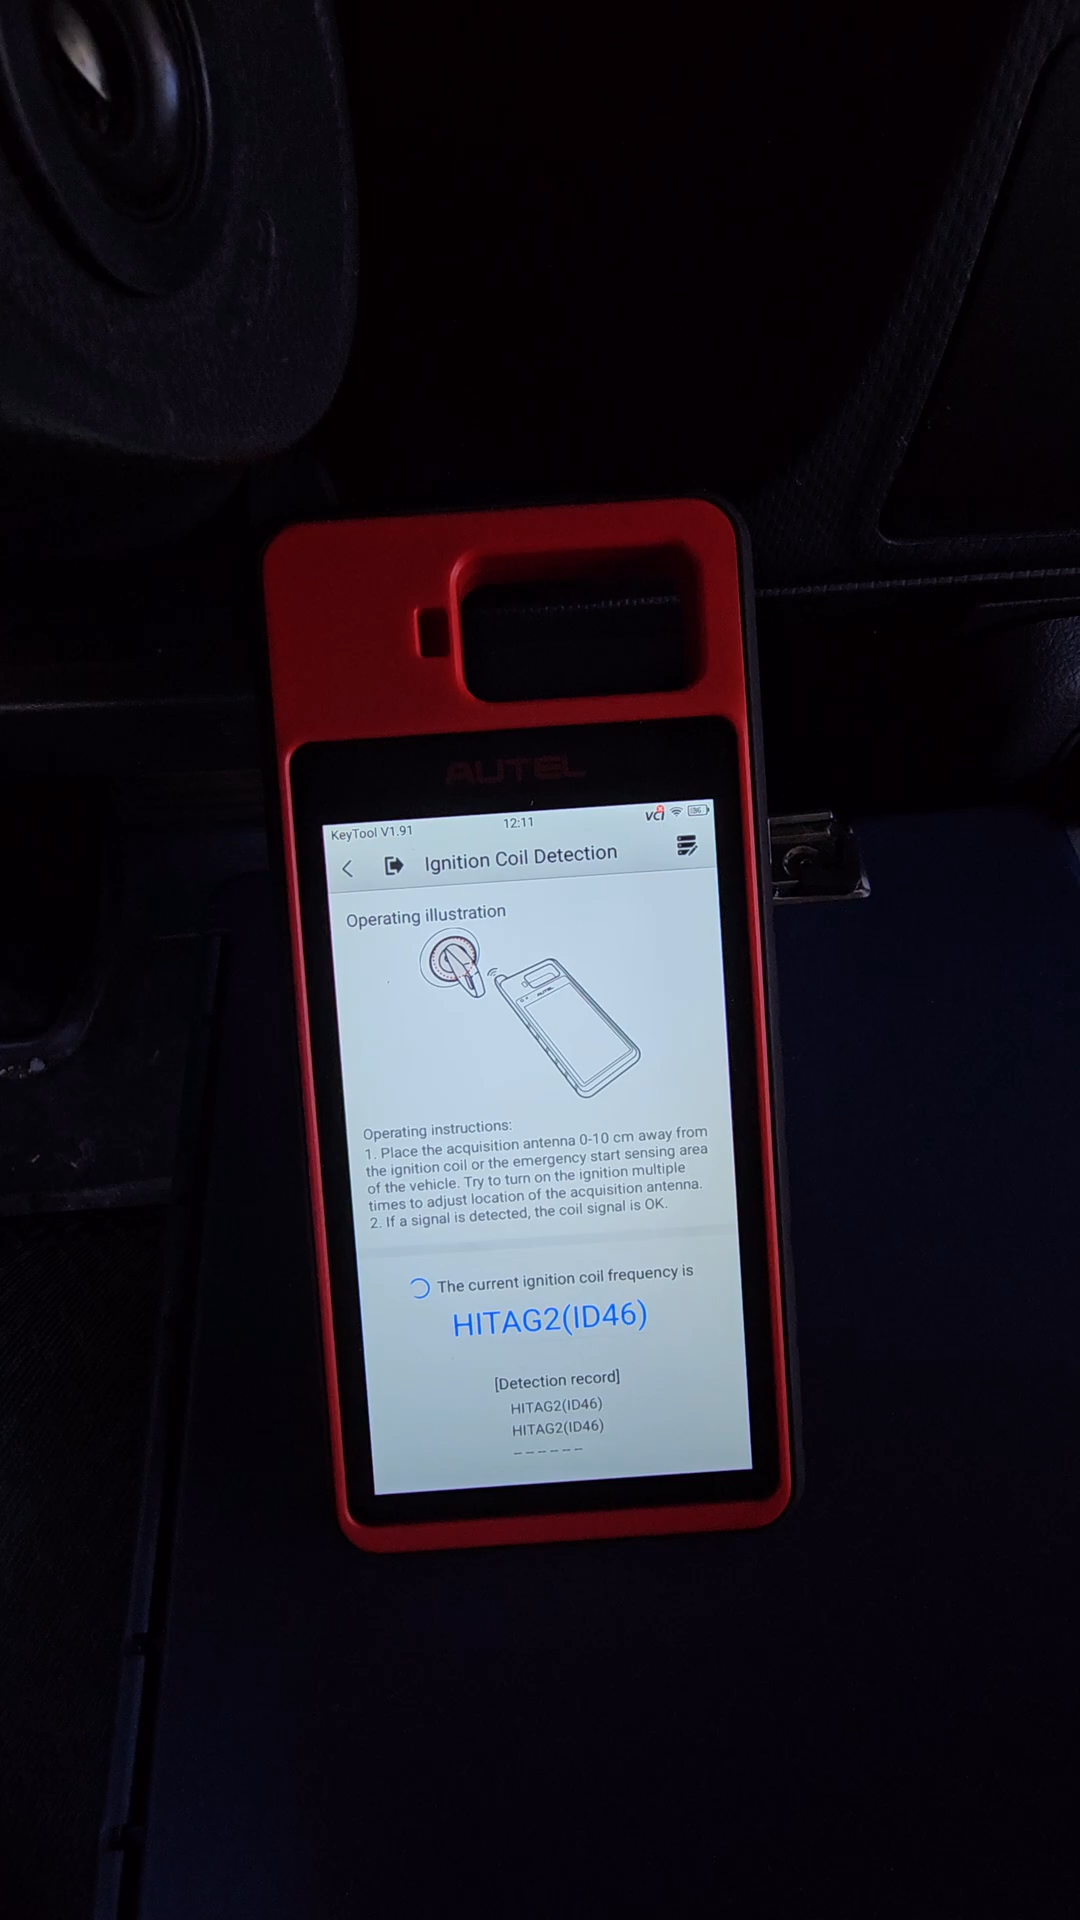 AUTEL
KeyTool V1.91
12:11
VCI
Ignition Coil Detection
Operating illustration
AUTEL
Operating instructions:
1. Place the acquisition antenna 0-10 cm away from
the ignition coil or the emergency start sensing area
of the vehicle. Try to turn on the ignition multiple
times to adjust location of the acquisition antenna.
2. If a signal is detected, the coil signal is OK.
The current ignition coil frequency is
HITAG2(ID46)
[Detection record]
HITAG2(ID46)
HITAG2(ID46)
------